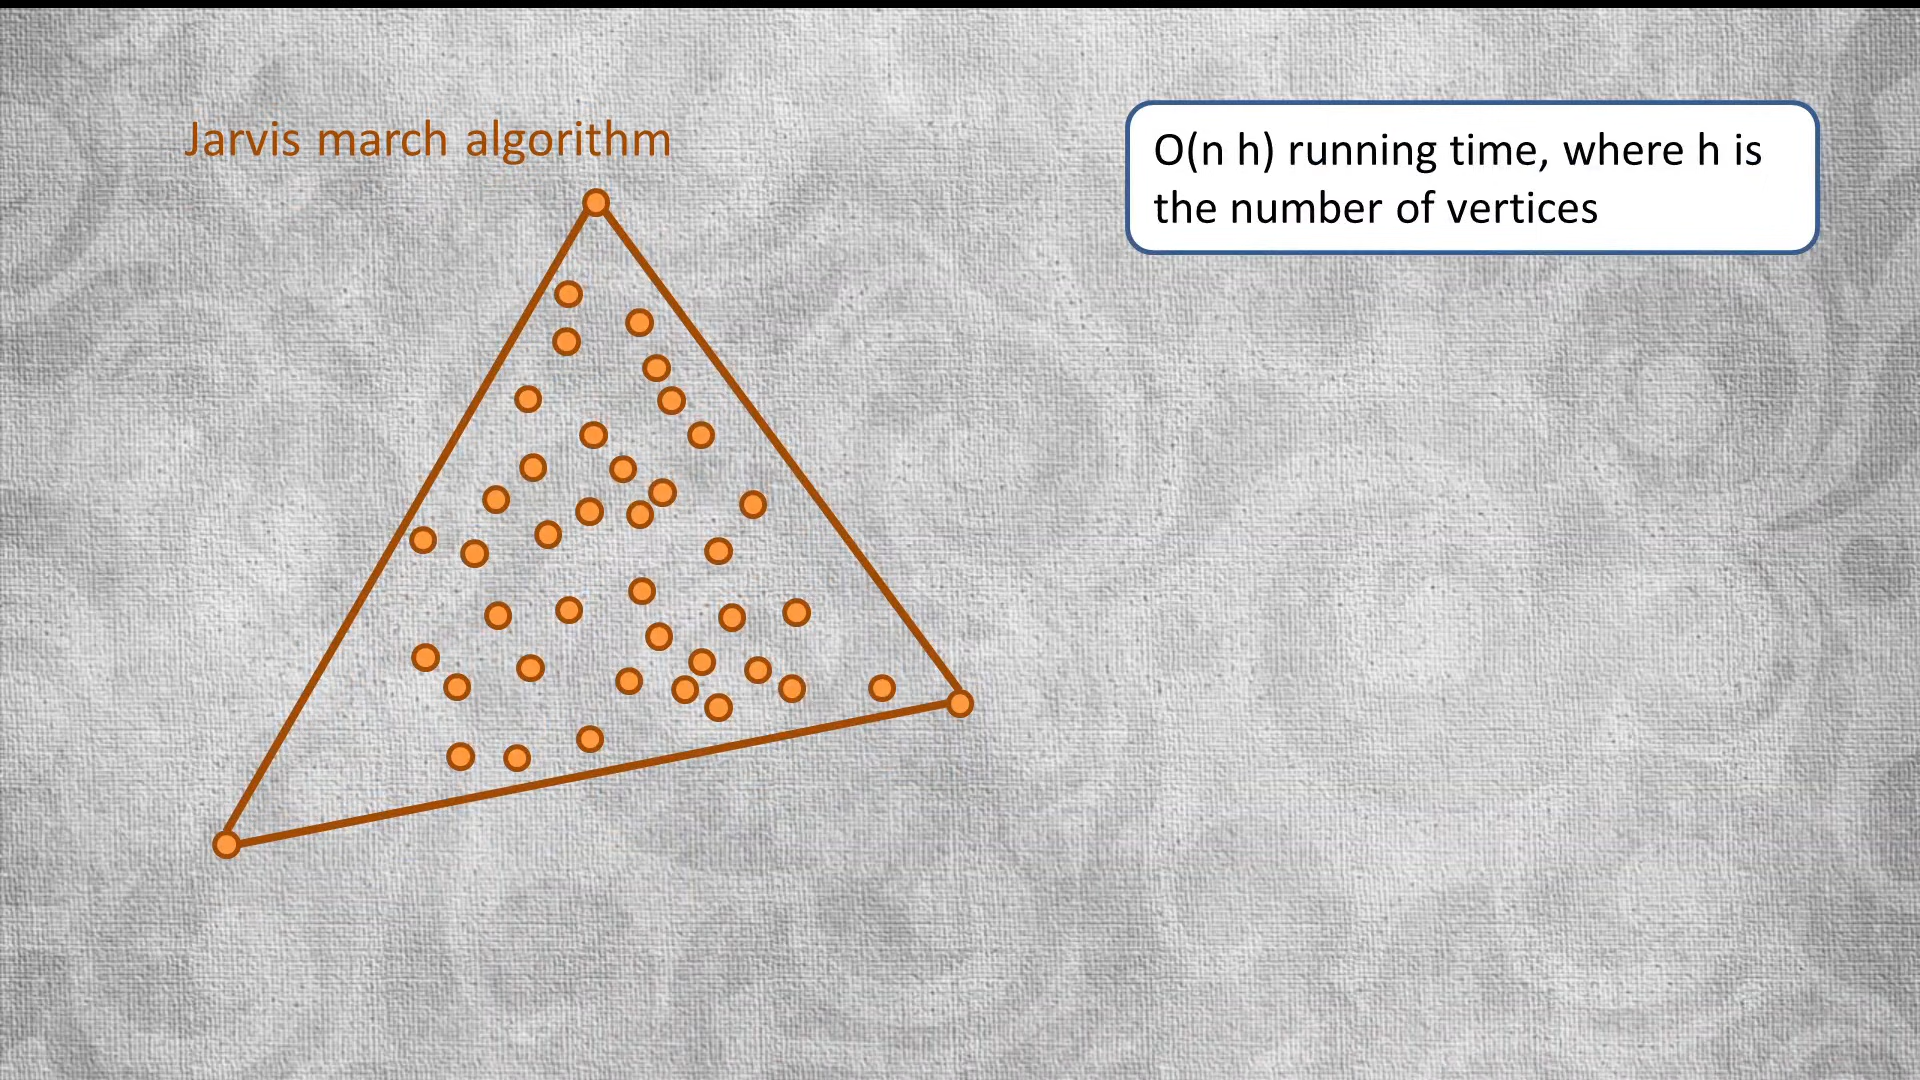 Jarvis march algorithm
O(n h) running time, where h is
the number of vertices